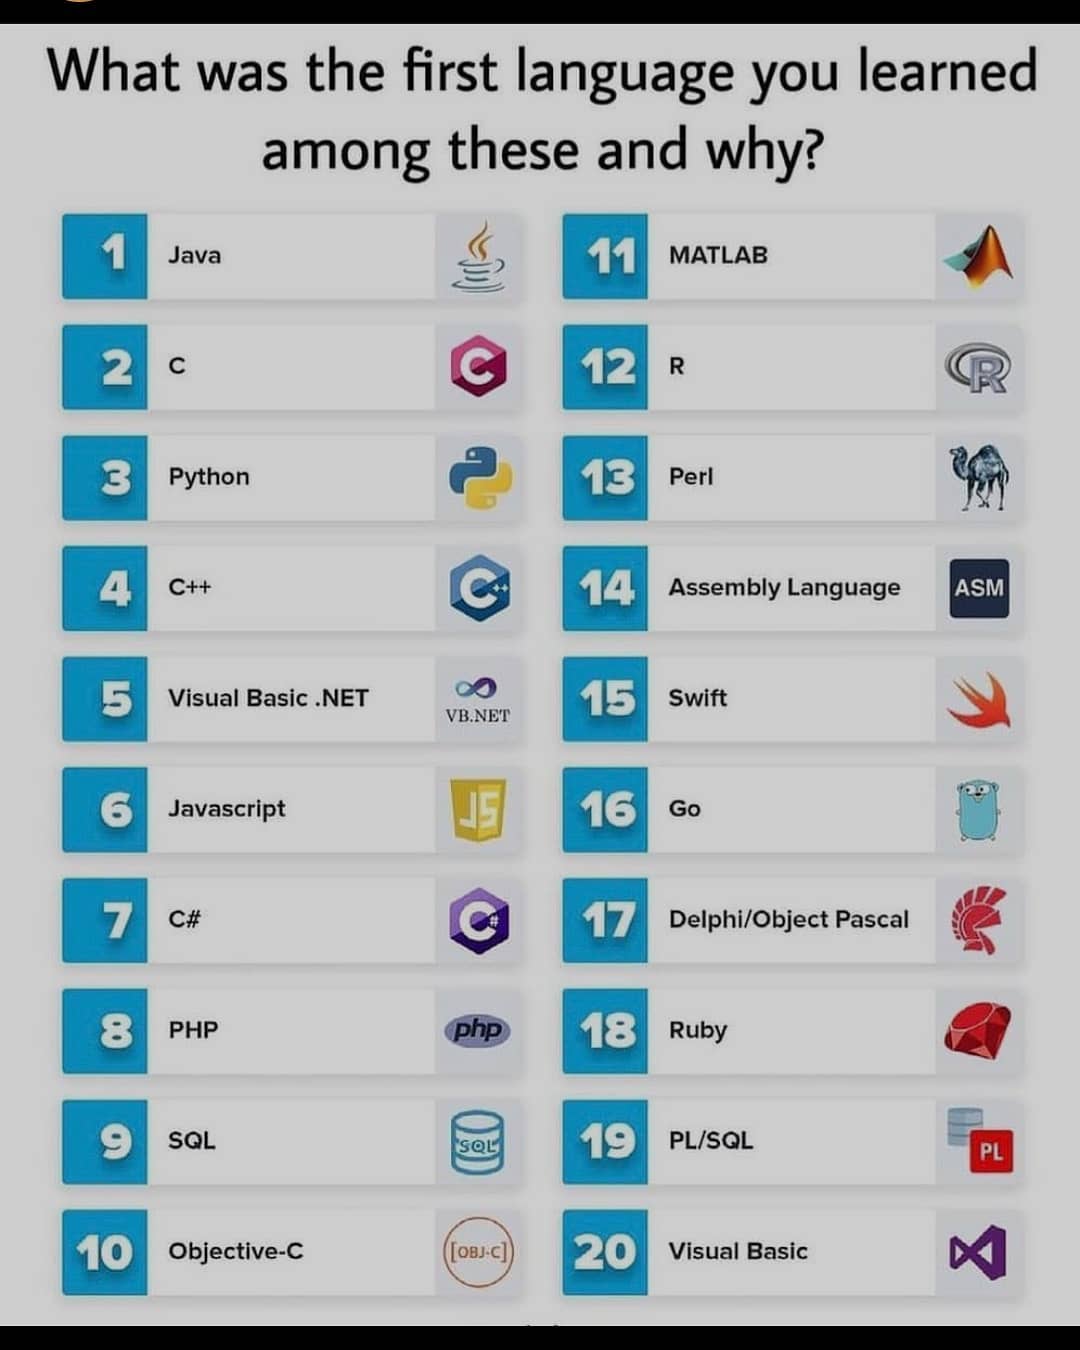 What was the first language you learned
among these and why?
1 Java
2 C C
3 Python
4 C++ C++
5 Visual Basic .NET VB.NET
6 Javascript JS
7 C# C#
8 PHP php
9 SQL SQL
10 Objective-C [OBJ-C]
11 MATLAB
12 R R
13 Perl
14 Assembly Language ASM
15 Swift
16 Go
17 Delphi/Object Pascal
18 Ruby
19 PL/SQL PL
20 Visual Basic